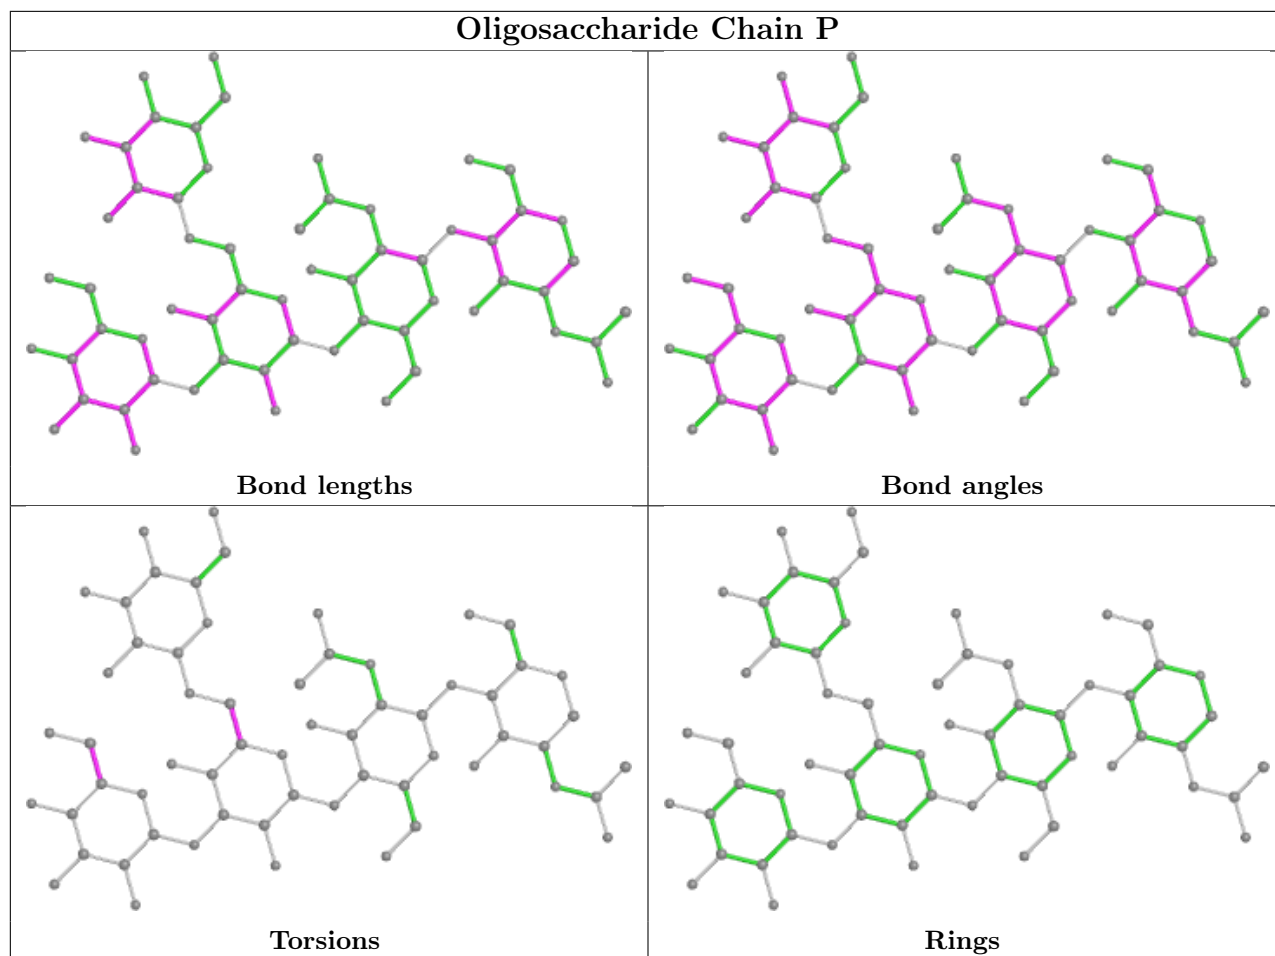 Oligosaccharide Chain P
Bond lengths
Bond angles
Torsions
Rings